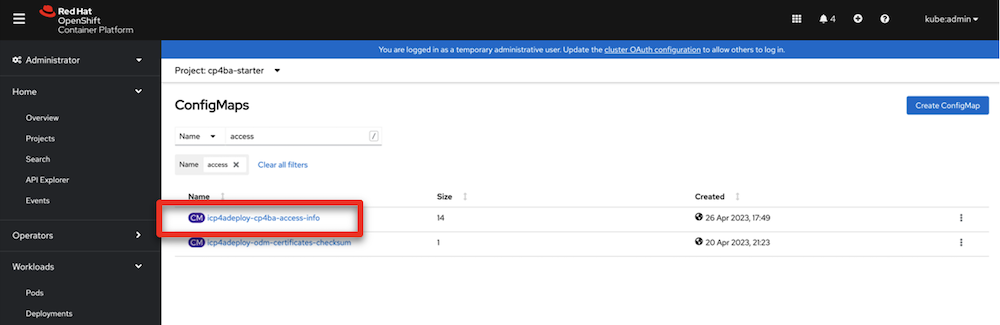 Red Hat
OpenShift
Container Platform
4
kube:admin
You are logged in as a temporary administrative user. Update the cluster OAuth configuration to allow others to log in.
Administrator
Home
Overview
Projects
Search
API Explorer
Events
Operators
Workloads
Pods
Deployments
Project: cp4ba-starter
ConfigMaps
Create ConfigMap
Name access /
Name access
Clear all filters
Name Size Created
CM icp4adeploy-cp4ba-access-info 14 26 Apr 2023, 17:49
CM icp4adeploy-odm-certificates-checksum 1 20 Apr 2023, 21:23